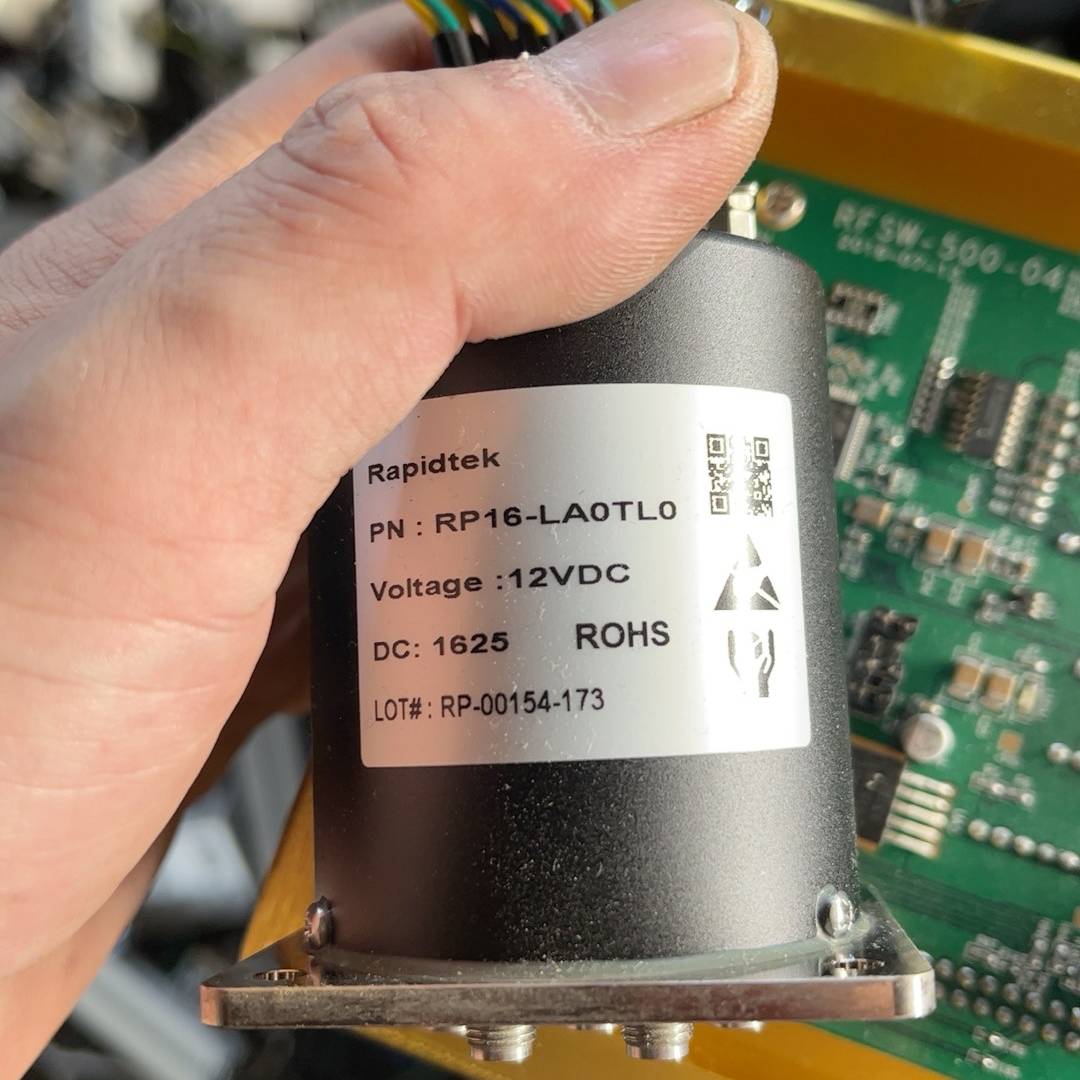 RFSW-500-04
Rapidtek
PN : RP16-LA0TL0
Voltage :12VDC
DC: 1625 ROHS
LOT# : RP-00154-173